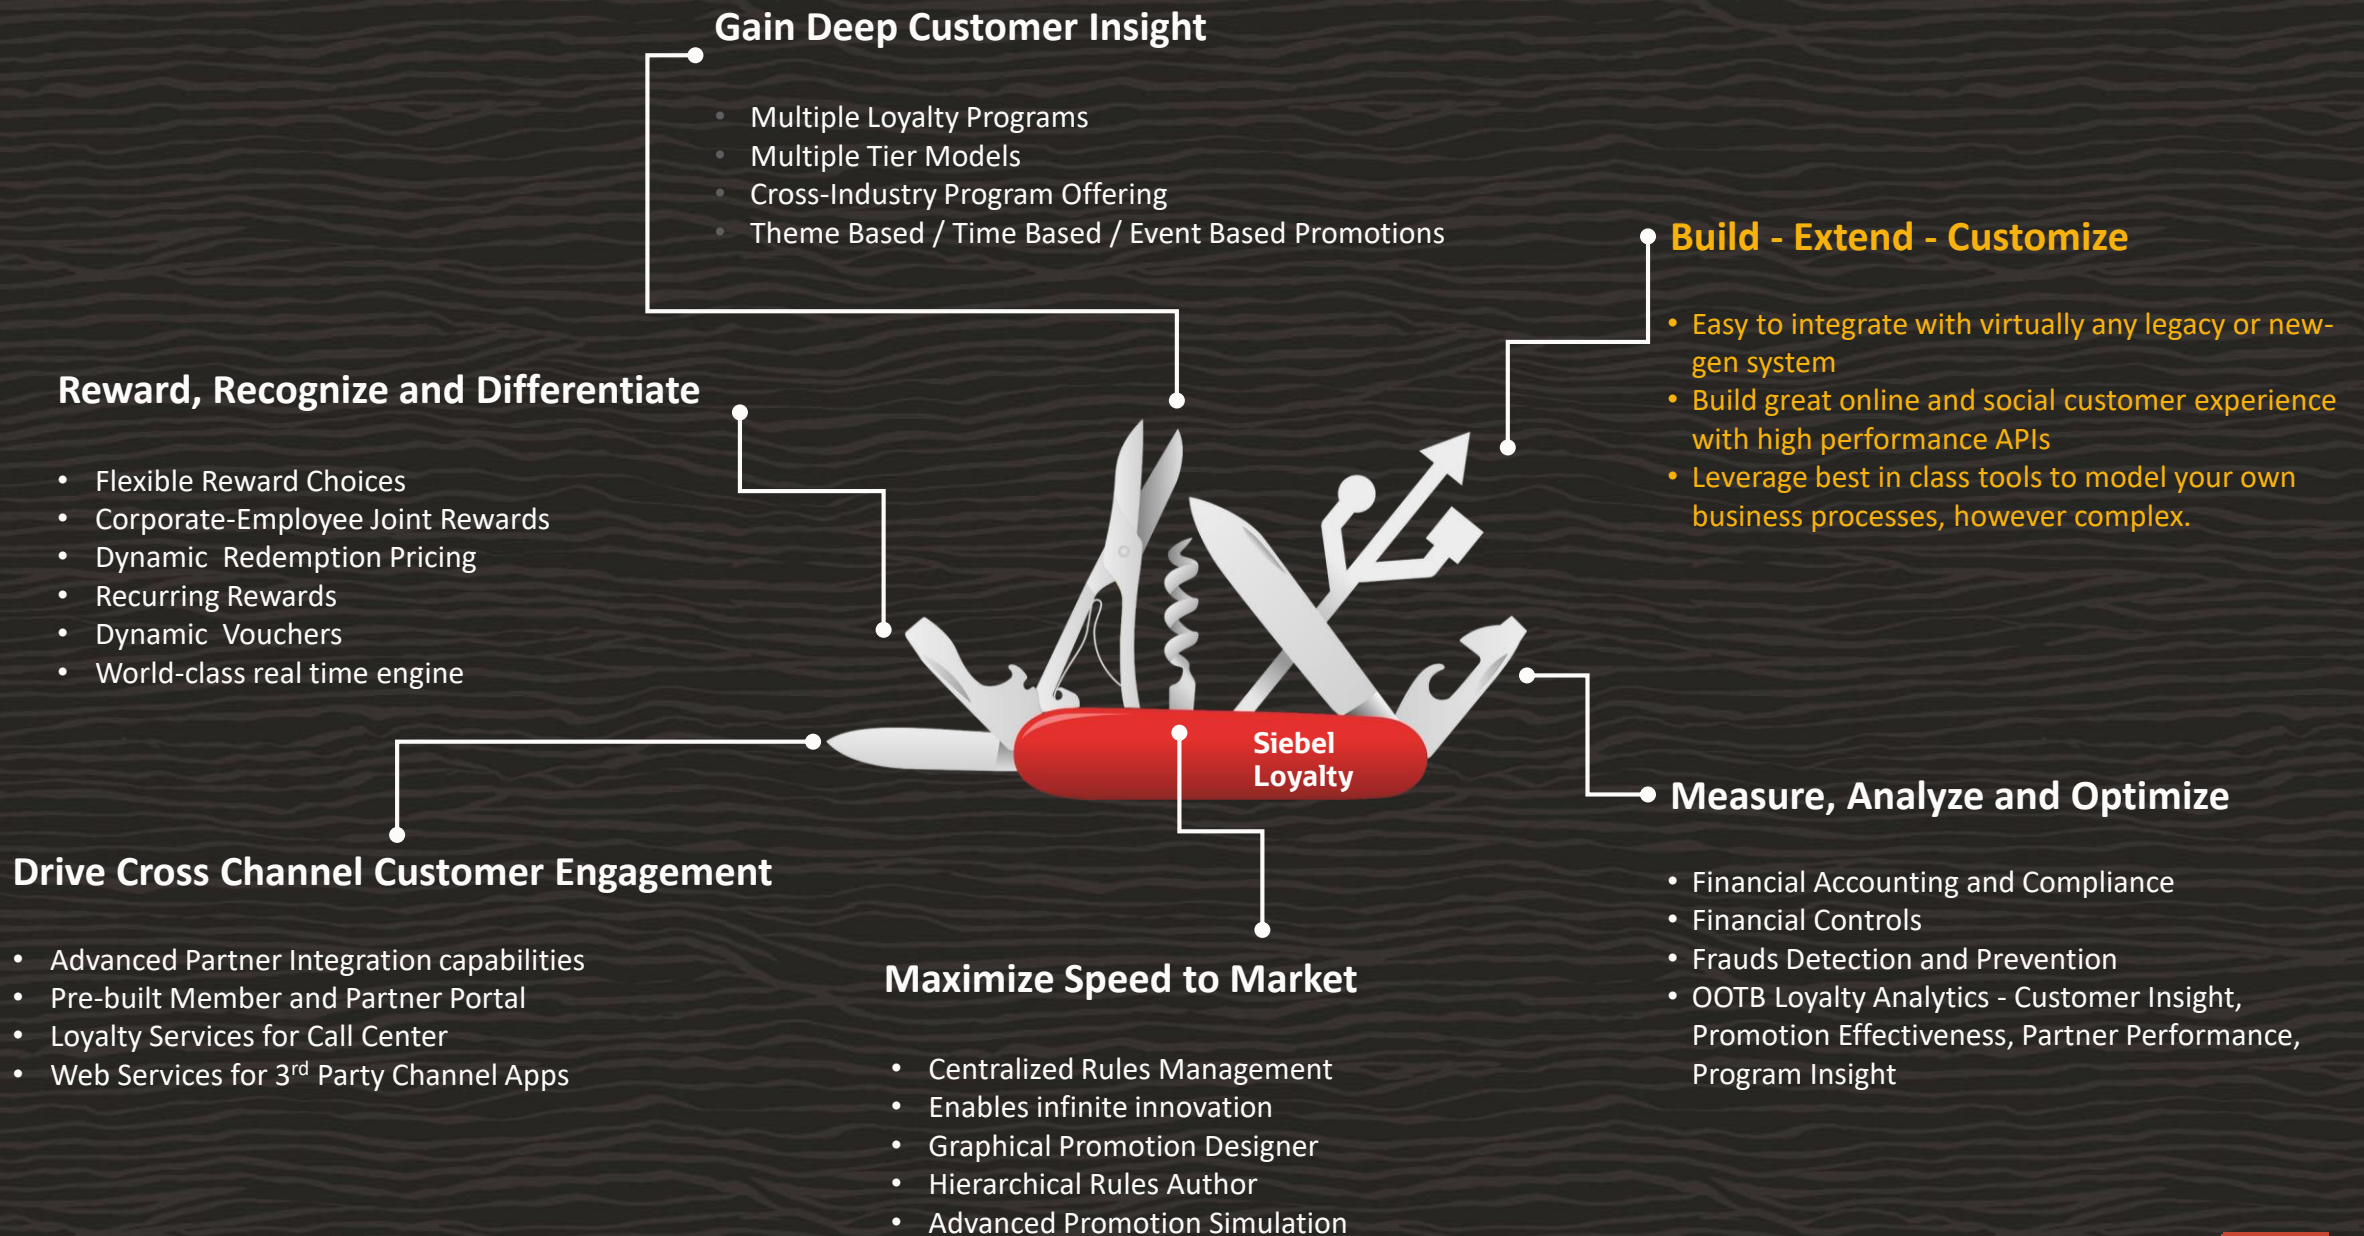 Gain Deep Customer Insight
Multiple Loyalty Programs
Multiple Tier Models
Cross-Industry Program Offering
Theme Based / Time Based / Event Based Promotions
Build - Extend - Customize
• Easy to integrate with virtually any legacy or new-
gen system
• Build great online and social customer experience
with high performance APIs
• Leverage best in class tools to model your own
business processes, however complex.
Reward, Recognize and Differentiate
• Flexible Reward Choices
• Corporate-Employee Joint Rewards
• Dynamic Redemption Pricing
• Recurring Rewards
• Dynamic Vouchers
• World-class real time engine
Siebel
Loyalty
Measure, Analyze and Optimize
• Financial Accounting and Compliance
• Financial Controls
• Frauds Detection and Prevention
• OOTB Loyalty Analytics - Customer Insight,
Promotion Effectiveness, Partner Performance,
Program Insight
Drive Cross Channel Customer Engagement
• Advanced Partner Integration capabilities
• Pre-built Member and Partner Portal
• Loyalty Services for Call Center
• Web Services for 3rd Party Channel Apps
Maximize Speed to Market
• Centralized Rules Management
• Enables infinite innovation
• Graphical Promotion Designer
• Hierarchical Rules Author
• Advanced Promotion Simulation